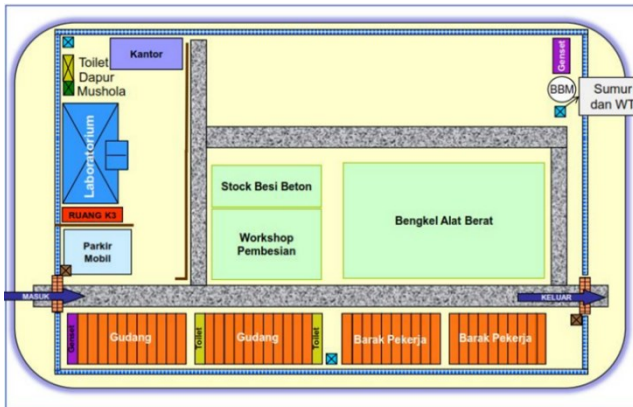 Kantor
Toilet
Dapur
Mushola
Genset
BBM
Sumur
dan WT
Laboratorium
Stock Besi Beton
Workshop
Pembesian
Bengkel Alat Berat
RUANG K3
Parkir
Mobil
MASUK
KELUAR
Genset
Gudang
Toilet
Gudang
Toilet
Barak Pekerja
Barak Pekerja